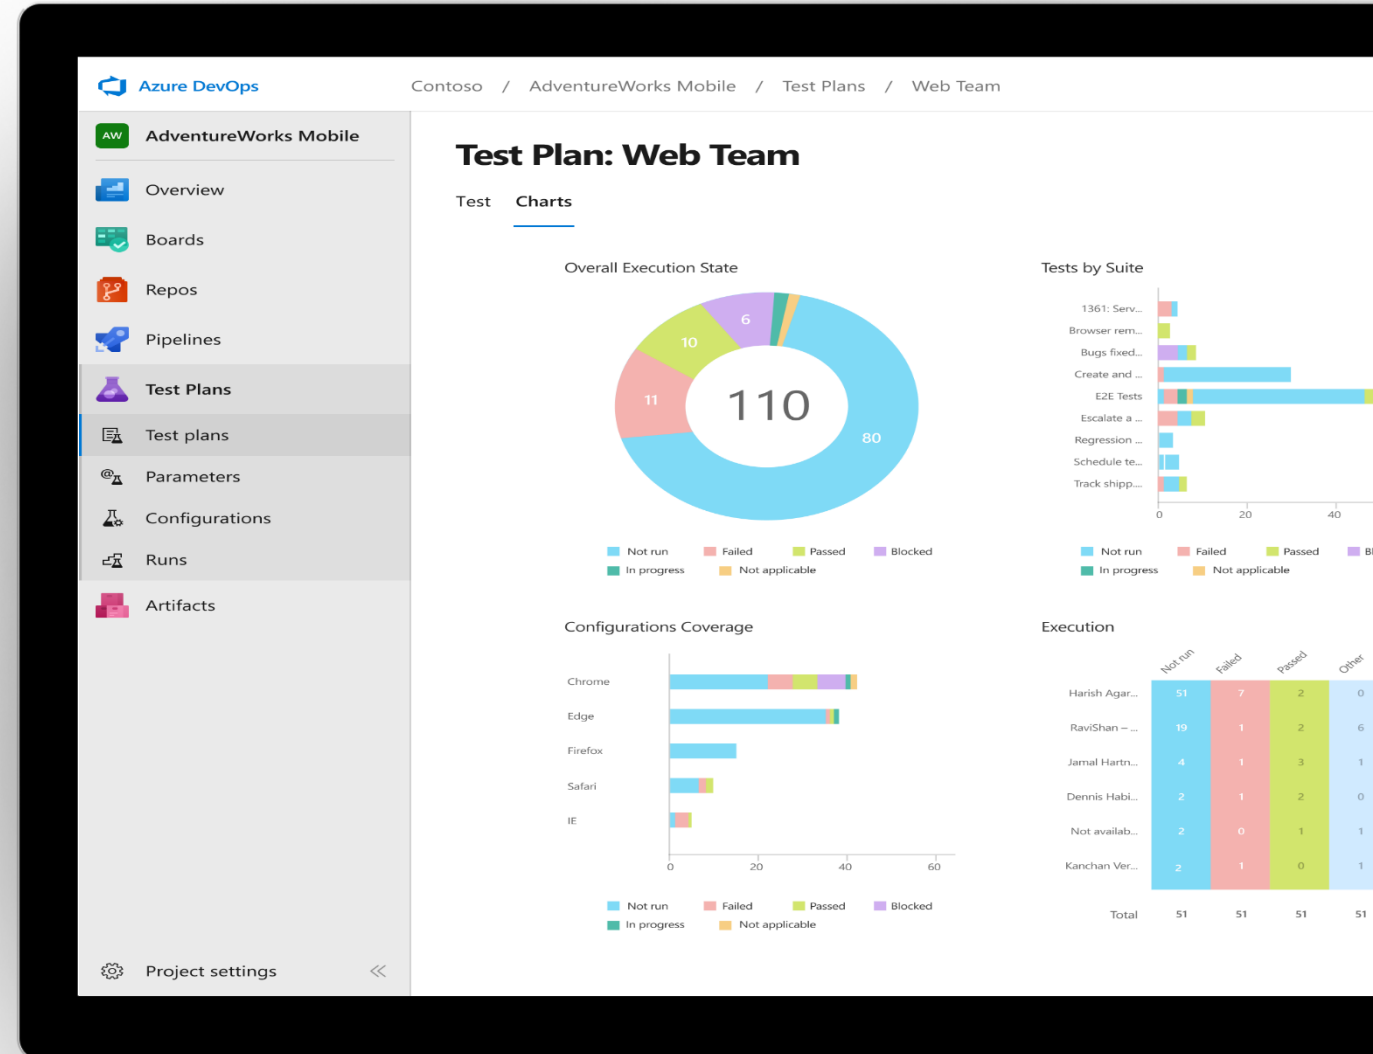 Azure DevOps
Contoso / AdventureWorks Mobile / Test Plans / Web Team
AW AdventureWorks Mobile
Overview
Boards
Repos
Pipelines
Test Plans
Test plans
Parameters
Configurations
Runs
Artifacts
Project settings
Test Plan: Web Team
Test Charts
Overall Execution State
6
10
11
110
80
Not run Failed Passed Blocked
In progress Not applicable
Tests by Suite
1361: Serv...
Browser rem...
Bugs fixed...
Create and ...
E2E Tests
Escalate a ...
Regression ...
Schedule te...
Track shipp...
0 20 40
Not run Failed Passed Bl
In progress Not applicable
Configurations Coverage
Chrome
Edge
Firefox
Safari
IE
0 20 40 60
Not run Failed Passed Blocked
In progress Not applicable
Execution
Not run Failed Passed Other
Harish Agar... 51 7 2 0
RaviShan – ... 19 1 2 6
Jamal Hartn... 4 1 3 1
Dennis Habi... 2 1 2 0
Not availab... 2 0 1 1
Kanchan Ver... 2 1 0 1
Total 51 51 51 51